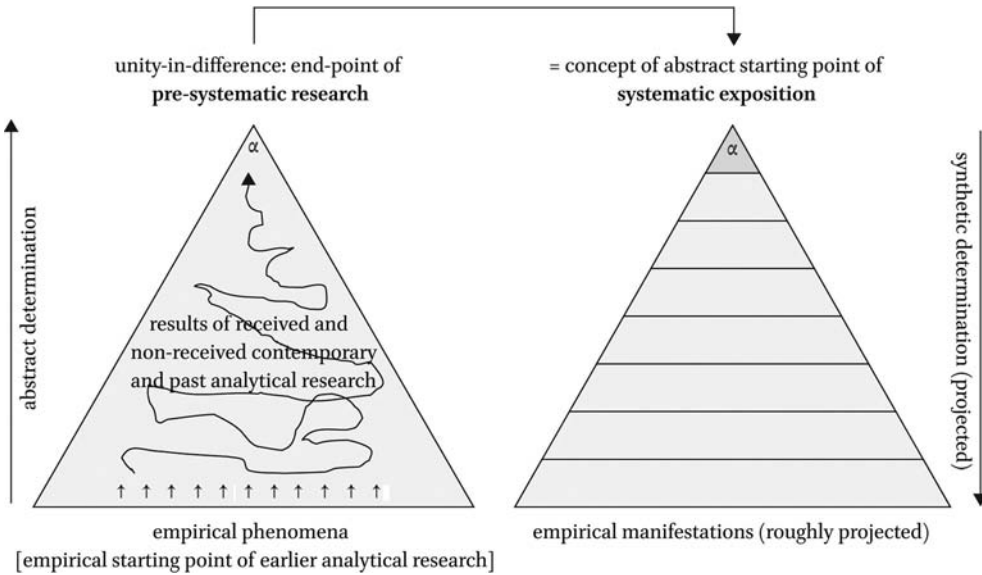 unity-in-difference: end-point of
pre-systematic research
= concept of abstract starting point of
systematic exposition
abstract determination
α
results of received and
non-received contemporary
and past analytical research
empirical phenomena
[empirical starting point of earlier analytical research]
α
synthetic determination (projected)
empirical manifestations (roughly projected)